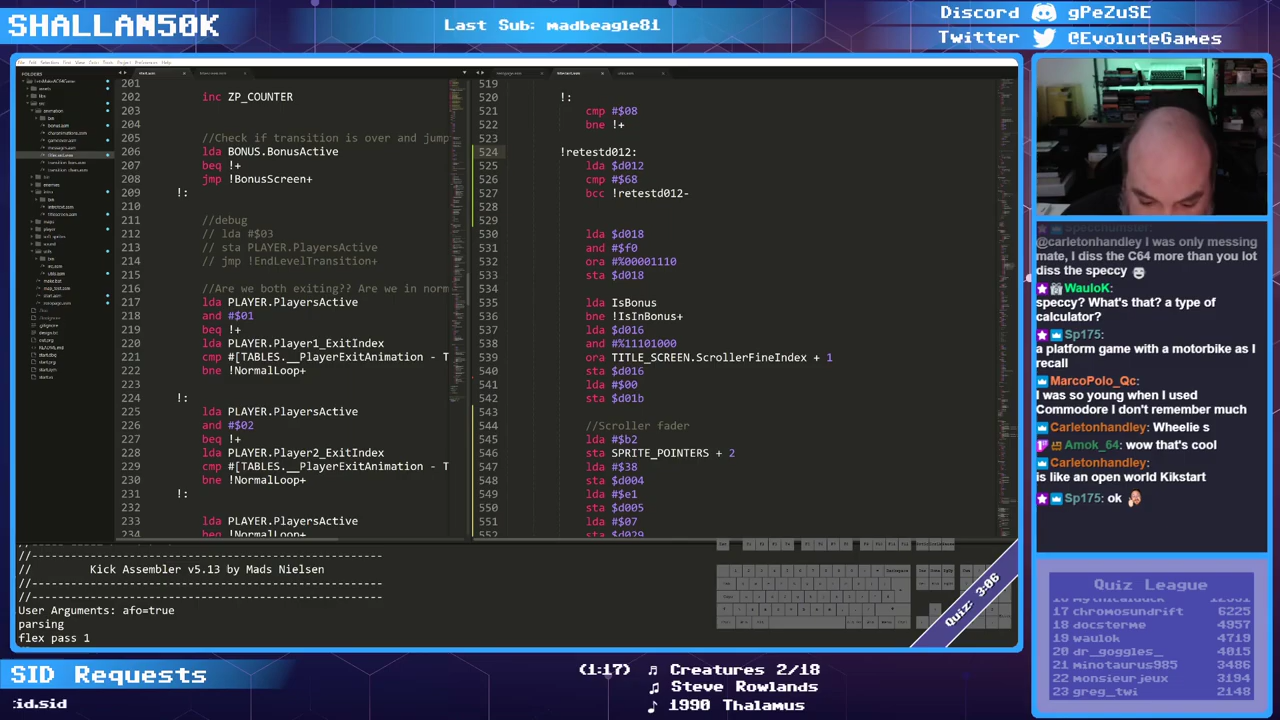 SHALLAN50K
Last Sub: madbeagle81
Discord gPeZuSE
Twitter @EvoluteGames
FOLDERS
201
202 inc ZP_COUNTER
203
204
205 //Check if transition is over and jump
206 lda BONUS.BonusActive
207 beq !+
208 jmp !BonusScreen+
209 !:
210
211 //debug
212 // lda #$03
213 // sta PLAYER.PlayersActive
214 // jmp !EndLevelTransition+
215
216 //Are we both exiting?? Are we in norm
217 lda PLAYER.PlayersActive
218 and #$01
219 beq !+
220 lda PLAYER.Player1_ExitIndex
221 cmp #[TABLES.__PlayerExitAnimation - T
222 bne !NormalLoop+
224 !:
225 lda PLAYER.PlayersActive
226 and #$02
227 beq !+
228 lda PLAYER.Player2_ExitIndex
229 cmp #[TABLES.__PlayerExitAnimation - T
230 bne !NormalLoop+
231 !:
232
233 lda PLAYER.PlayersActive
234 bne !NormalLoop+
519
520 !:
521 cmp #$08
522 bne !+
523
524 !retestd012:
525 lda $d012
526 cmp #$68
527 bcc !retestd012-
528
529
530 lda $d018
531 and #$f0
532 ora #%00001110
533 sta $d018
534
535 lda IsBonus
536 bne !IsInBonus+
537 lda $d016
538 and #%11101000
539 ora TITLE_SCREEN.ScrollerFineIndex + 1
540 sta $d016
541 lda #$00
542 sta $d01b
543
544 //Scroller fader
545 lda #$b2
546 sta SPRITE_POINTERS + 2
547 lda #$38
548 sta $d004
549 lda #$e1
550 sta $d005
551 lda #$07
552 sta $d029
//------------------------------------------------------
// Kick Assembler v5.13 by Mads Nielsen
//------------------------------------------------------
User Arguments: afo=true
parsing
flex pass 1
Quiz: 3:06
@carletonhandley I was only messing
mate, I diss the C64 more than you lot
diss the speccy
WauloK:
speccy? What's that? a type of
calculator?
Sp175:
a platform game with a motorbike as I
recall
MarcoPolo_Qc:
I was so young when I used
Commodore I don't remember much
Carletonhandley: Wheelie s
Amok_64: wow that's cool
Carletonhandley:
is like an open world Kikstart
Sp175: ok
Quiz League
17 chromosundrift 6225
18 docsterme 4957
19 waulok 4719
20 dr_goggles_ 4015
21 minotaurus985 3486
22 monsieurjeux 3194
23 greg_twi 2148
SID Requests
:id.sid
(1:17) Creatures 2/18
Steve Rowlands
1990 Thalamus